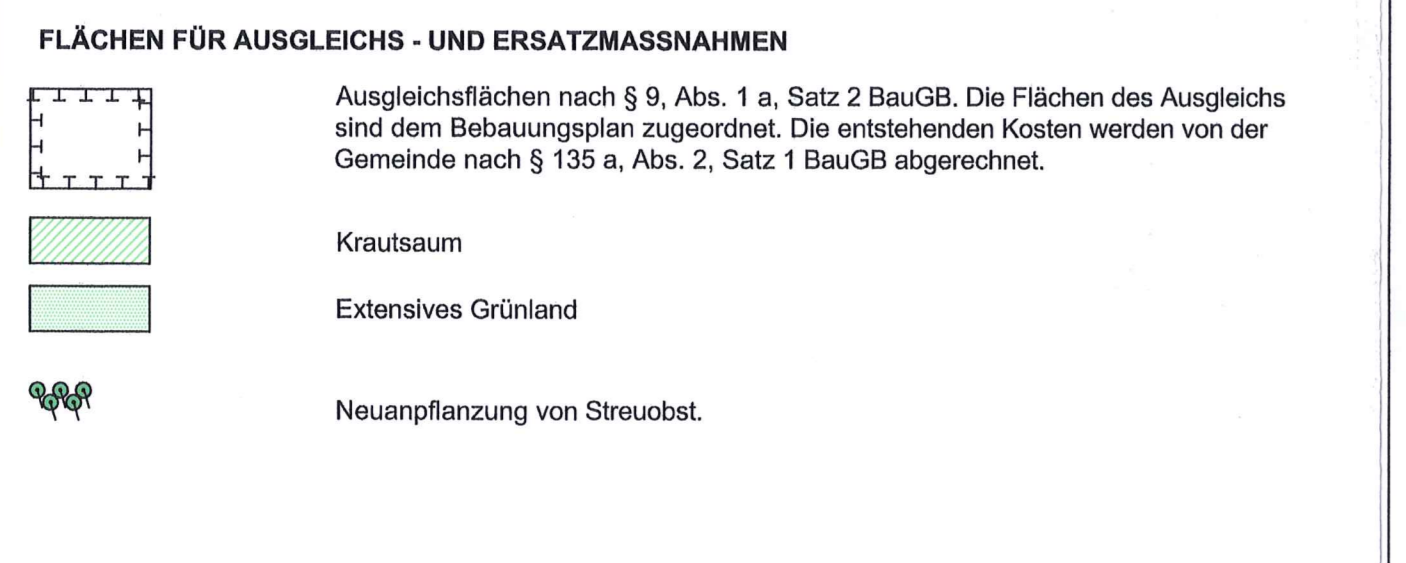 FLÄCHEN FÜR AUSGLEICHS - UND ERSATZMASSNAHMEN
Ausgleichsflächen nach § 9, Abs. 1 a, Satz 2 BauGB. Die Flächen des Ausgleichs
sind dem Bebauungsplan zugeordnet. Die entstehenden Kosten werden von der
Gemeinde nach § 135 a, Abs. 2, Satz 1 BauGB abgerechnet.
Krautsaum
Extensives Grünland
Neuanpflanzung von Streuobst.